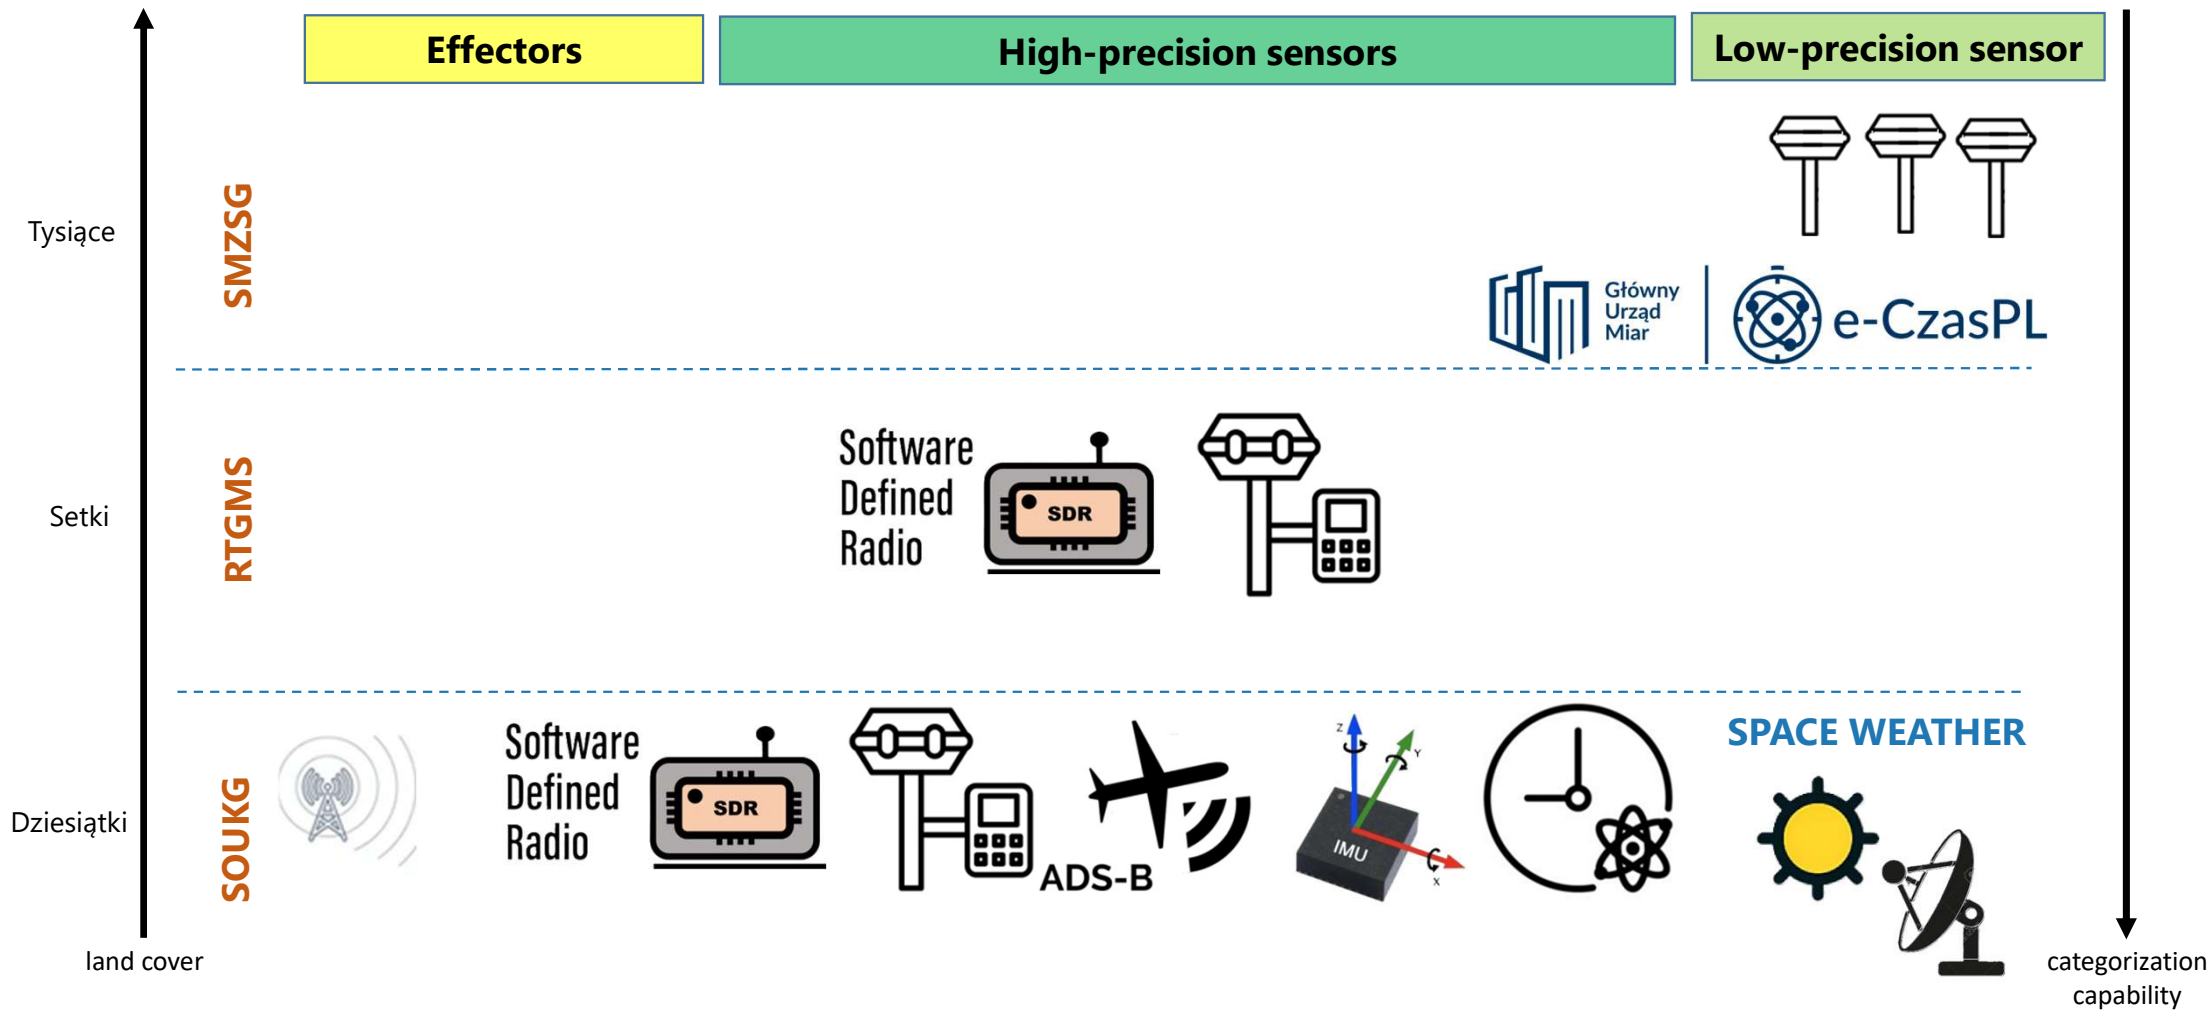 Effectors
High-precision sensors
Low-precision sensor
Tysiące
SMZSG
Główny
Urząd
Miar
e-CzasPL
Setki
RTGMS
Software
Defined
Radio
SDR
Dziesiątki
SOUKG
Software
Defined
Radio
SDR
ADS-B
Z
Y
X
IMU
SPACE WEATHER
land cover
categorization
capability